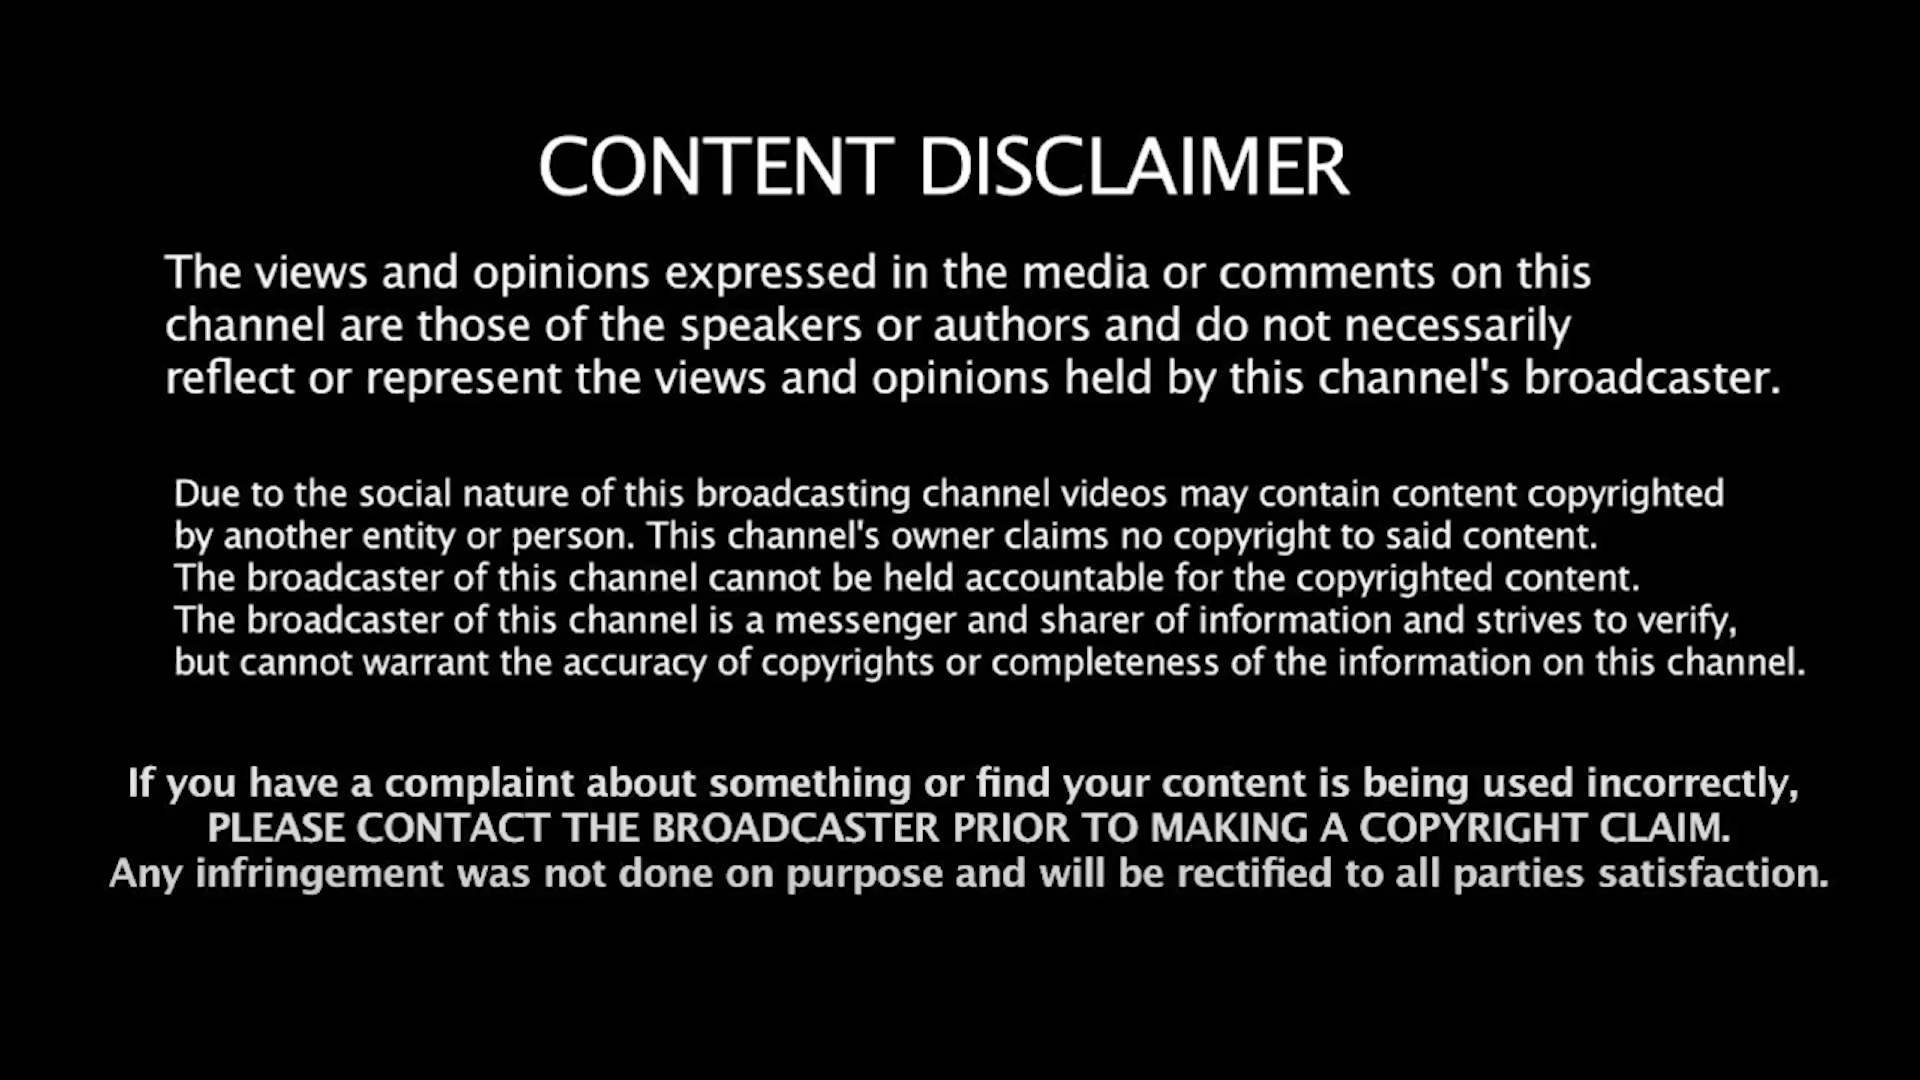 CONTENT DISCLAIMER
The views and opinions expressed in the media or comments on this
channel are those of the speakers or authors and do not necessarily
reflect or represent the views and opinions held by this channel's broadcaster.
Due to the social nature of this broadcasting channel videos may contain content copyrighted
by another entity or person. This channel's owner claims no copyright to said content.
The broadcaster of this channel cannot be held accountable for the copyrighted content.
The broadcaster of this channel is a messenger and sharer of information and strives to verify,
but cannot warrant the accuracy of copyrights or completeness of the information on this channel.
If you have a complaint about something or find your content is being used incorrectly,
PLEASE CONTACT THE BROADCASTER PRIOR TO MAKING A COPYRIGHT CLAIM.
Any infringement was not done on purpose and will be rectified to all parties satisfaction.